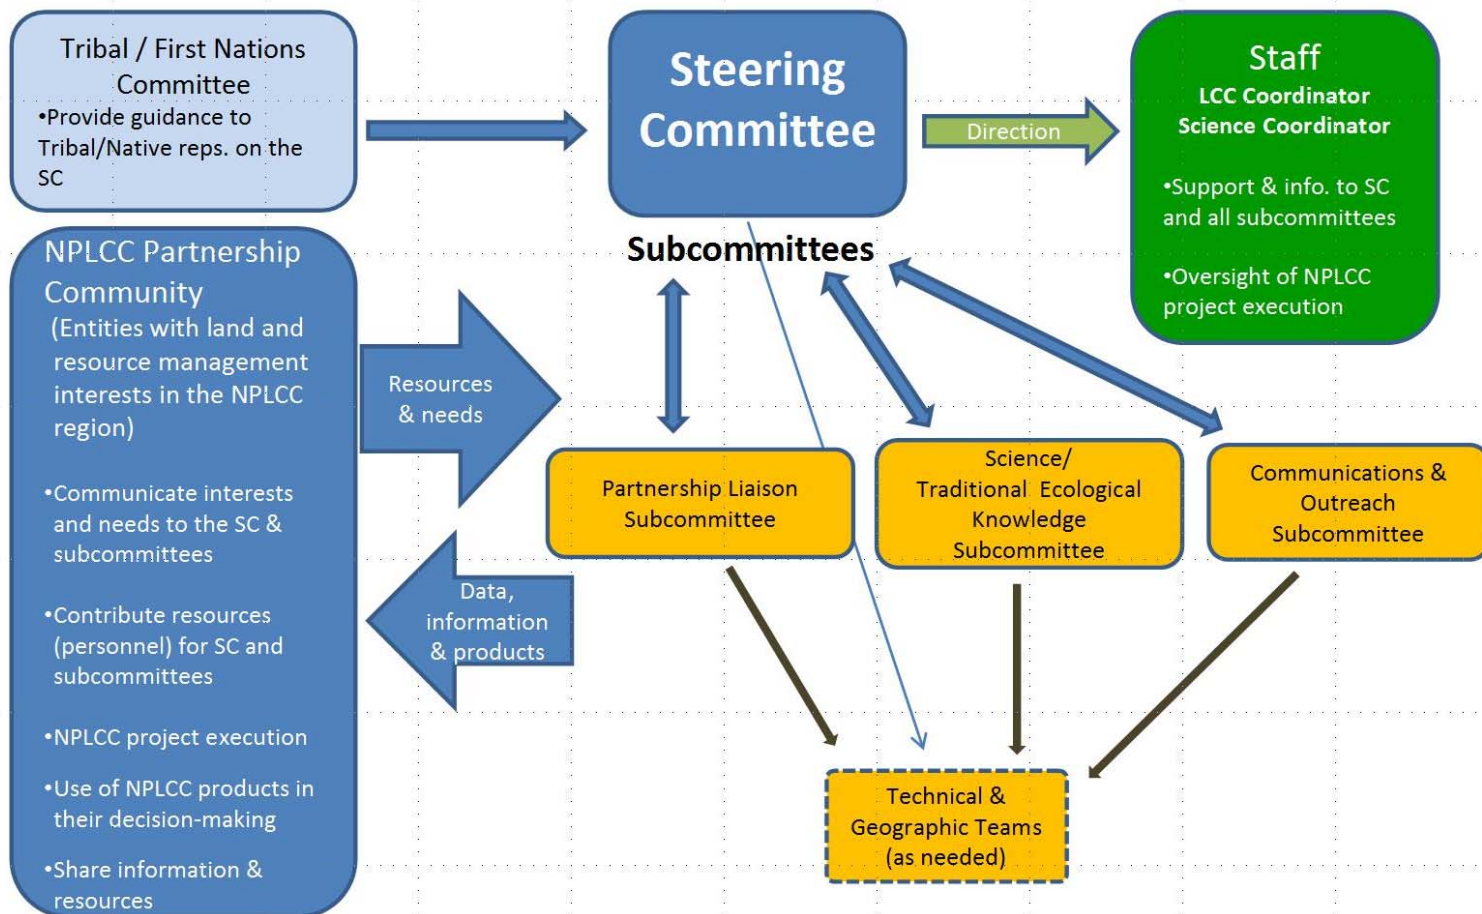 Tribal / First Nations
Committee
•Provide guidance to
Tribal/Native reps. on the
SC
Steering
Committee
Direction
Staff
LCC Coordinator
Science Coordinator
•Support & info. to SC
and all subcommittees
•Oversight of NPLCC
project execution
Subcommittees
NPLCC Partnership
Community
(Entities with land and
resource management
interests in the NPLCC
region)
•Communicate interests
and needs to the SC &
subcommittees
•Contribute resources
(personnel) for SC and
subcommittees
•NPLCC project execution
•Use of NPLCC products in
their decision-making
•Share information &
resources
Resources
& needs
Data,
information
& products
Partnership Liaison
Subcommittee
Science/
Traditional Ecological
Knowledge
Subcommittee
Communications &
Outreach
Subcommittee
Technical &
Geographic Teams
(as needed)